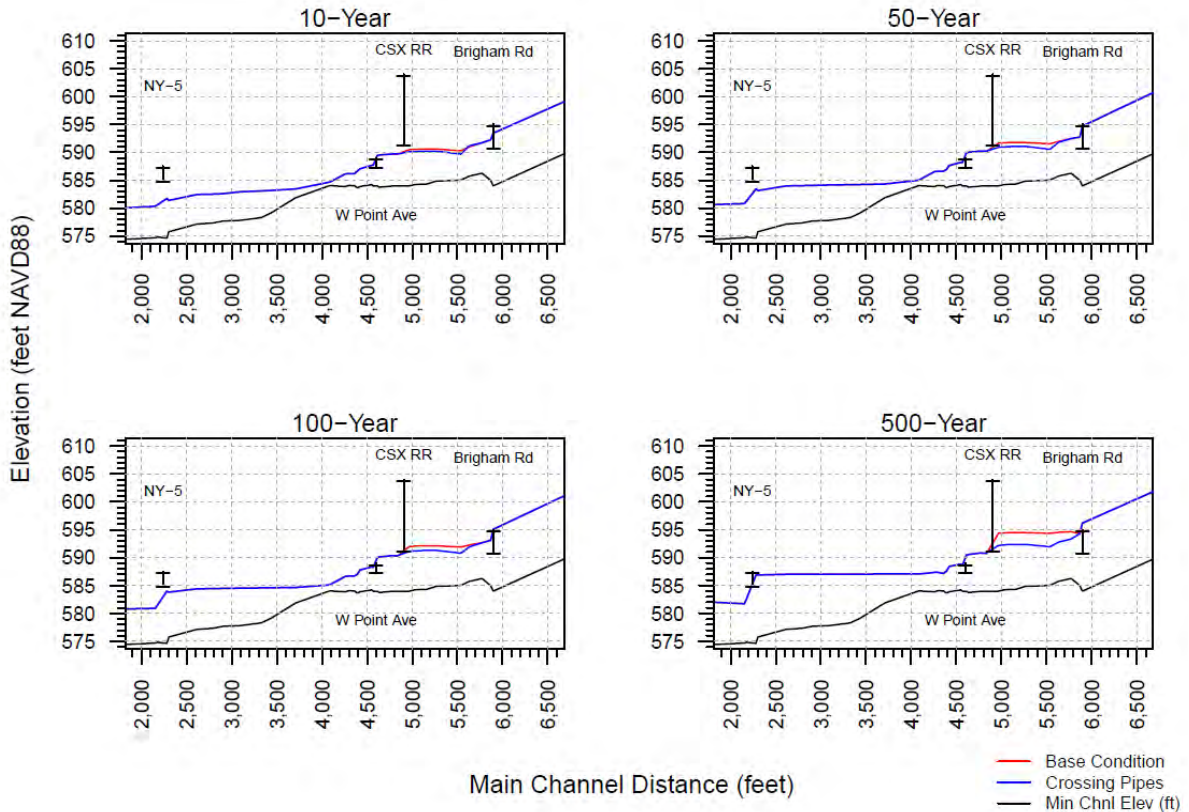 10−Year
610
605
600
595
590
585
580
575
NY−5
CSX RR
Brigham Rd
W Point Ave
2,000
2,500
3,000
3,500
4,000
4,500
5,000
5,500
6,000
6,500
50−Year
610
605
600
595
590
585
580
575
NY−5
CSX RR
Brigham Rd
W Point Ave
2,000
2,500
3,000
3,500
4,000
4,500
5,000
5,500
6,000
6,500
Elevation (feet NAVD88)
100−Year
610
605
600
595
590
585
580
575
NY−5
CSX RR
Brigham Rd
W Point Ave
2,000
2,500
3,000
3,500
4,000
4,500
5,000
5,500
6,000
6,500
500−Year
610
605
600
595
590
585
580
575
NY−5
CSX RR
Brigham Rd
W Point Ave
2,000
2,500
3,000
3,500
4,000
4,500
5,000
5,500
6,000
6,500
Main Channel Distance (feet)
Base Condition
Crossing Pipes
Min Chnl Elev (ft)